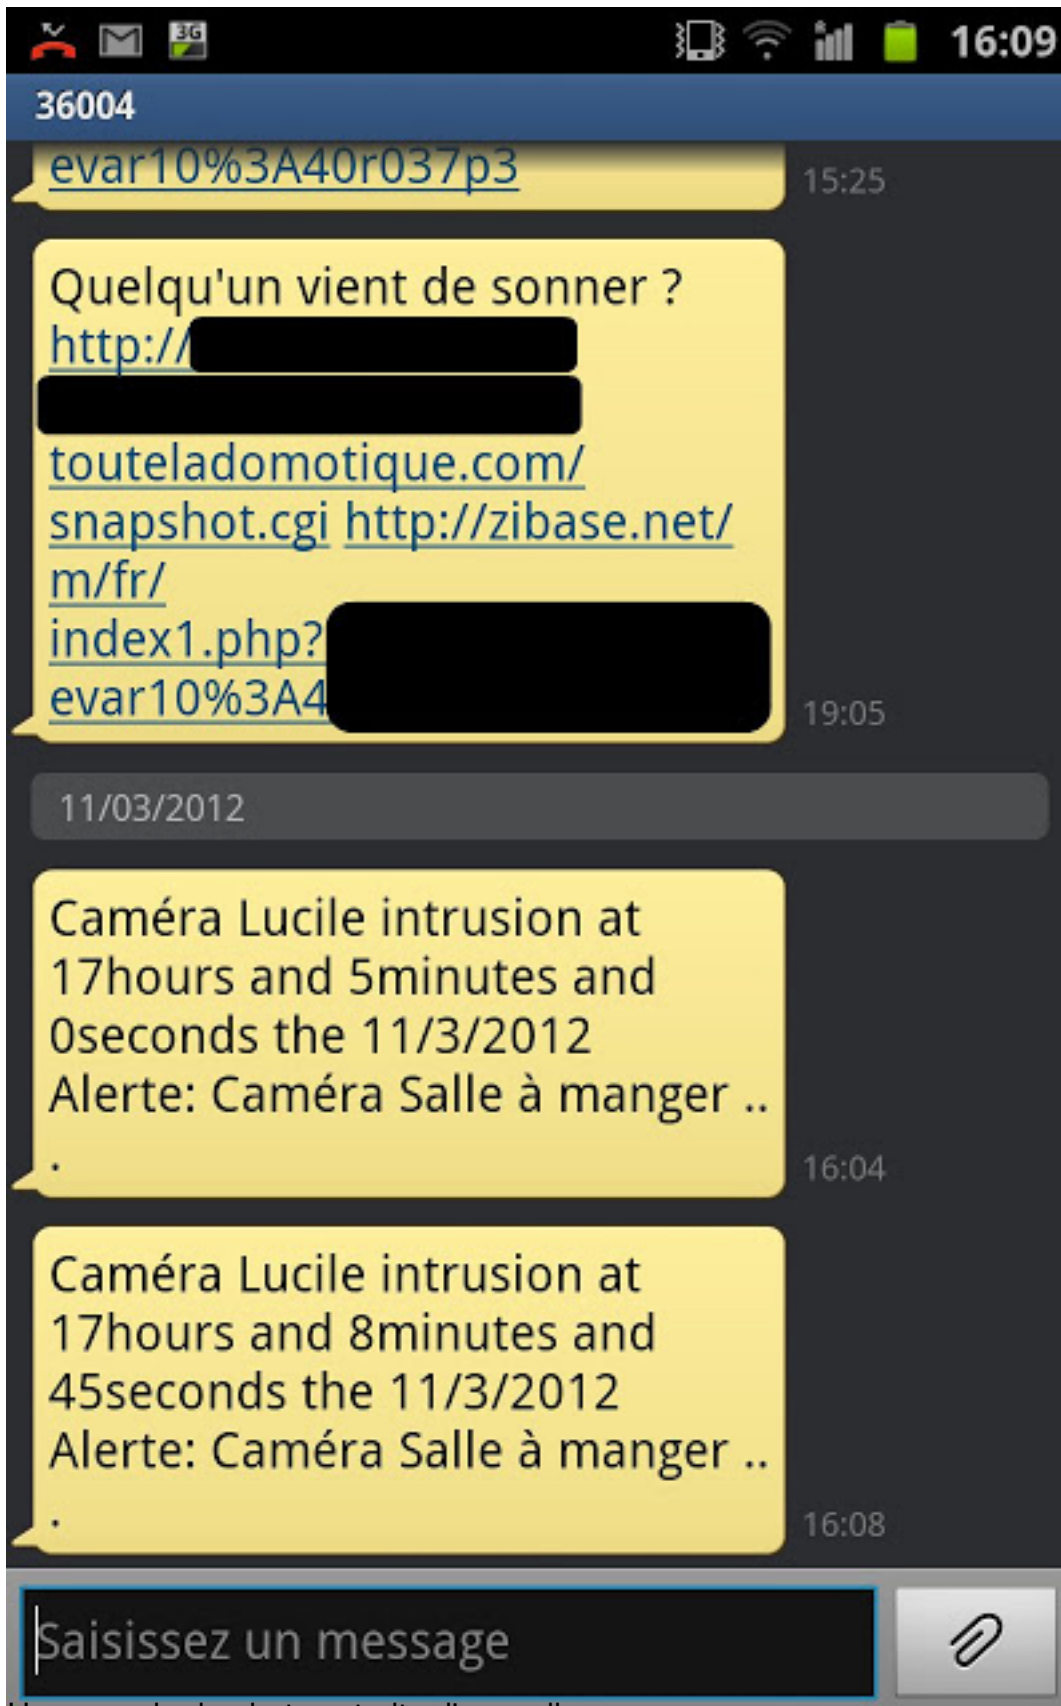 3G
16:09
36004
evar10%3A40r037p3
15:25
Quelqu'un vient de sonner ?
http://
touteladomotique.com/
snapshot.cgi http://zibase.net/
m/fr/
index1.php?
evar10%3A4
19:05
11/03/2012
Caméra Lucile intrusion at
17hours and 5minutes and
0seconds the 11/3/2012
Alerte: Caméra Salle à manger ..
.
16:04
Caméra Lucile intrusion at
17hours and 8minutes and
45seconds the 11/3/2012
Alerte: Caméra Salle à manger ..
.
16:08
Saisissez un message